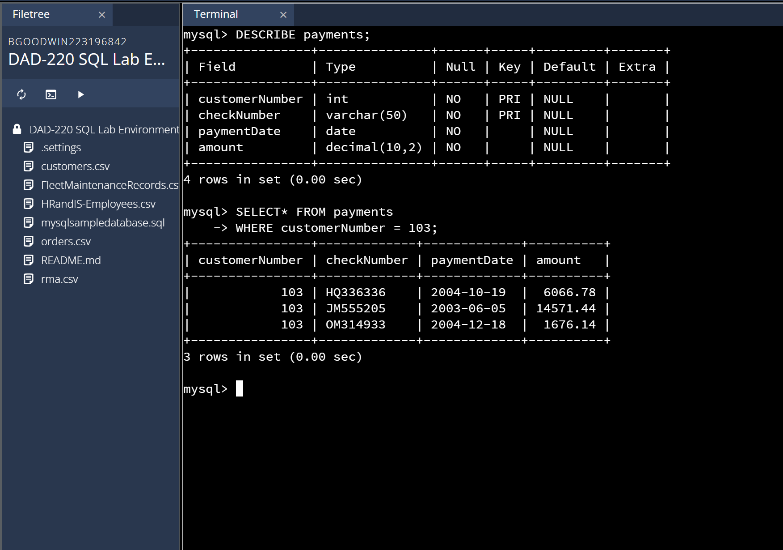 Filetree ×
BGOODWIN223196842
DAD-220 SQL Lab E...
DAD-220 SQL Lab Environment
.settings
customers.csv
FleetMaintenanceRecords.cs
HRandIS-Employees.csv
mysqlsampledatabase.sql
orders.csv
README.md
rma.csv
Terminal ×
mysql> DESCRIBE payments;
+----------------+---------------+------+-----+---------+-------+
| Field          | Type          | Null | Key | Default | Extra |
+----------------+---------------+------+-----+---------+-------+
| customerNumber | int           | NO   | PRI | NULL    |       |
| checkNumber    | varchar(50)   | NO   | PRI | NULL    |       |
| paymentDate    | date          | NO   |     | NULL    |       |
| amount         | decimal(10,2) | NO   |     | NULL    |       |
+----------------+---------------+------+-----+---------+-------+
4 rows in set (0.00 sec)
mysql> SELECT* FROM payments
    -> WHERE customerNumber = 103;
+----------------+-------------+-------------+----------+
| customerNumber | checkNumber | paymentDate | amount   |
+----------------+-------------+-------------+----------+
|            103 | HQ336336    | 2004-10-19  |  6066.78 |
|            103 | JM555205    | 2003-06-05  | 14571.44 |
|            103 | OM314933    | 2004-12-18  |  1676.14 |
+----------------+-------------+-------------+----------+
3 rows in set (0.00 sec)
mysql>